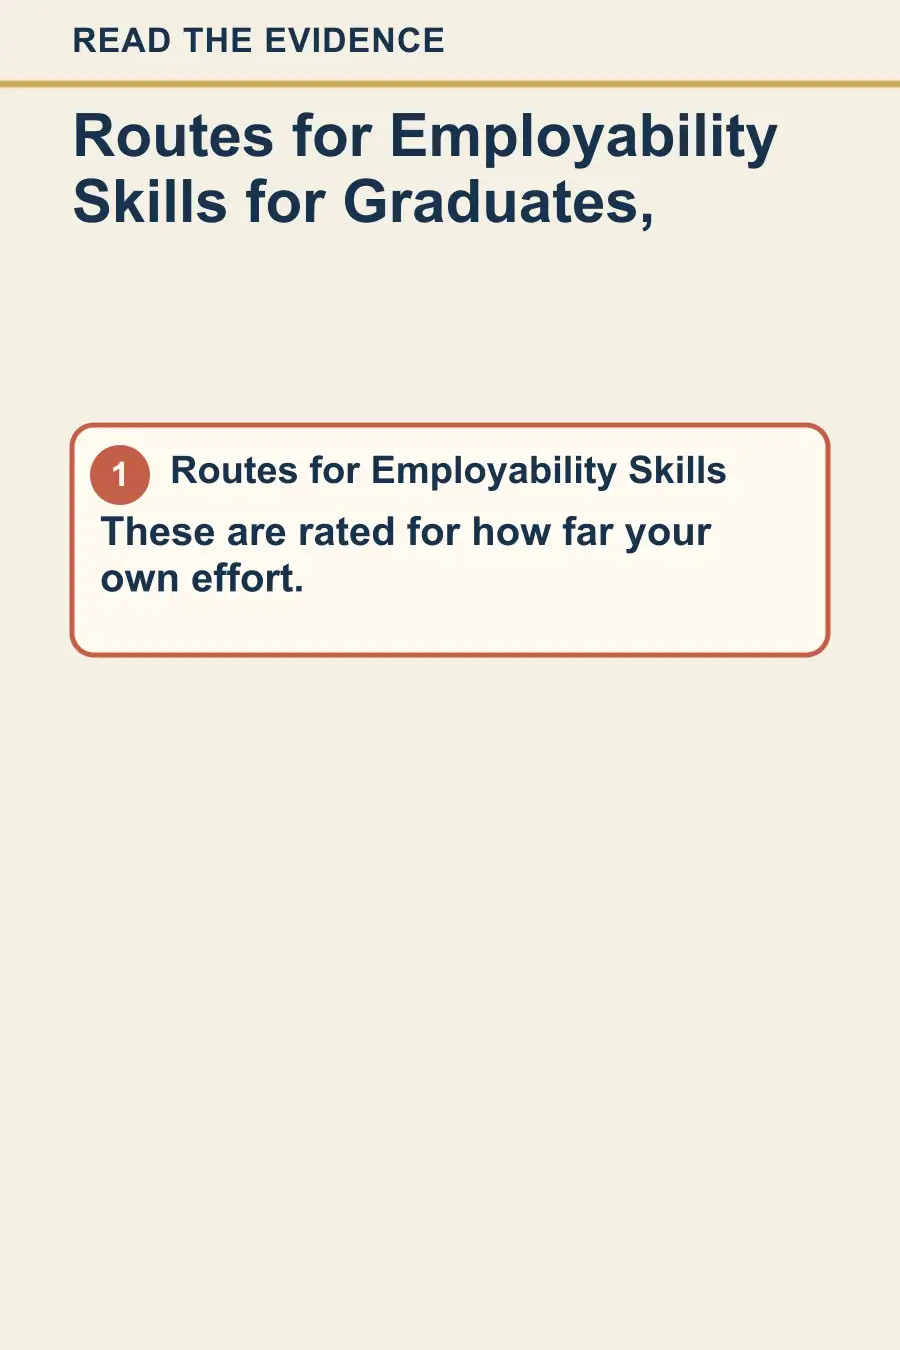 READ THE EVIDENCE
Routes for Employability
Skills for Graduates,
1 Routes for Employability Skills
These are rated for how far your
own effort.